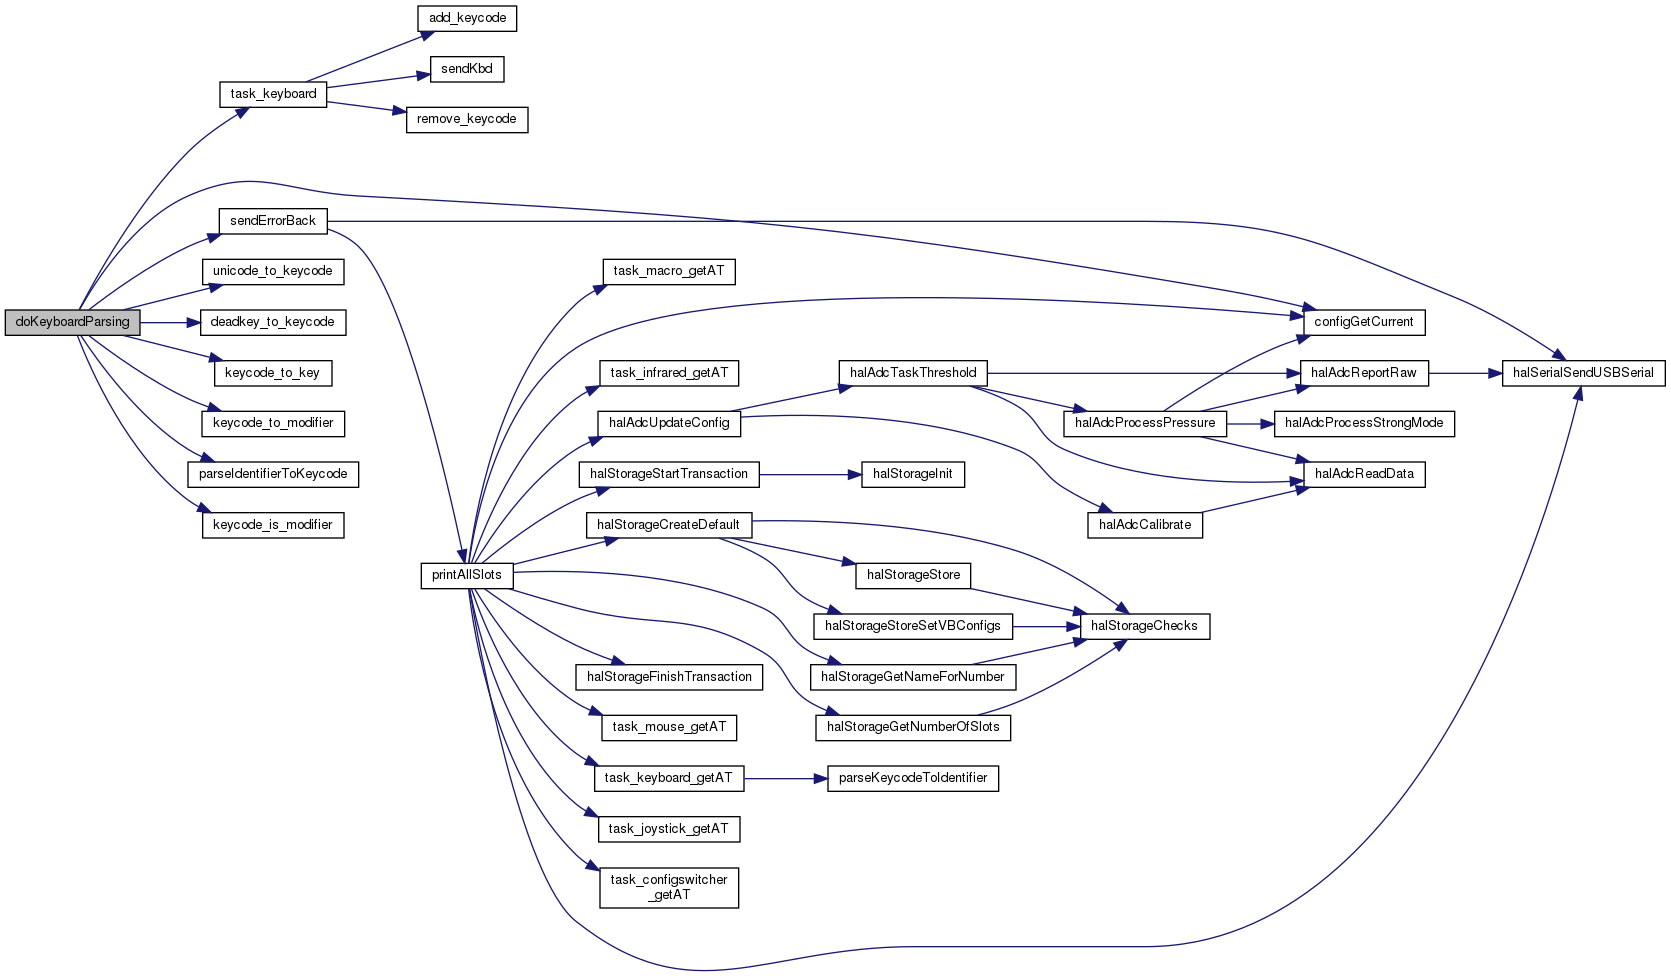 add_keycode
sendKbd
task_keyboard
remove_keycode
sendErrorBack
unicode_to_keycode
task_macro_getAT
doKeyboardParsing
deadkey_to_keycode
configGetCurrent
keycode_to_key
task_infrared_getAT
halAdcTaskThreshold
halAdcReportRaw
halSerialSendUSBSerial
keycode_to_modifier
halAdcUpdateConfig
halAdcProcessPressure
halAdcProcessStrongMode
parseIdentifierToKeycode
halStorageStartTransaction
halStorageInit
halAdcReadData
keycode_is_modifier
halStorageCreateDefault
halAdcCalibrate
printAllSlots
halStorageStore
halStorageStoreSetVBConfigs
halStorageChecks
halStorageFinishTransaction
halStorageGetNameForNumber
task_mouse_getAT
halStorageGetNumberOfSlots
task_keyboard_getAT
parseKeycodeToIdentifier
task_joystick_getAT
task_configswitcher
_getAT